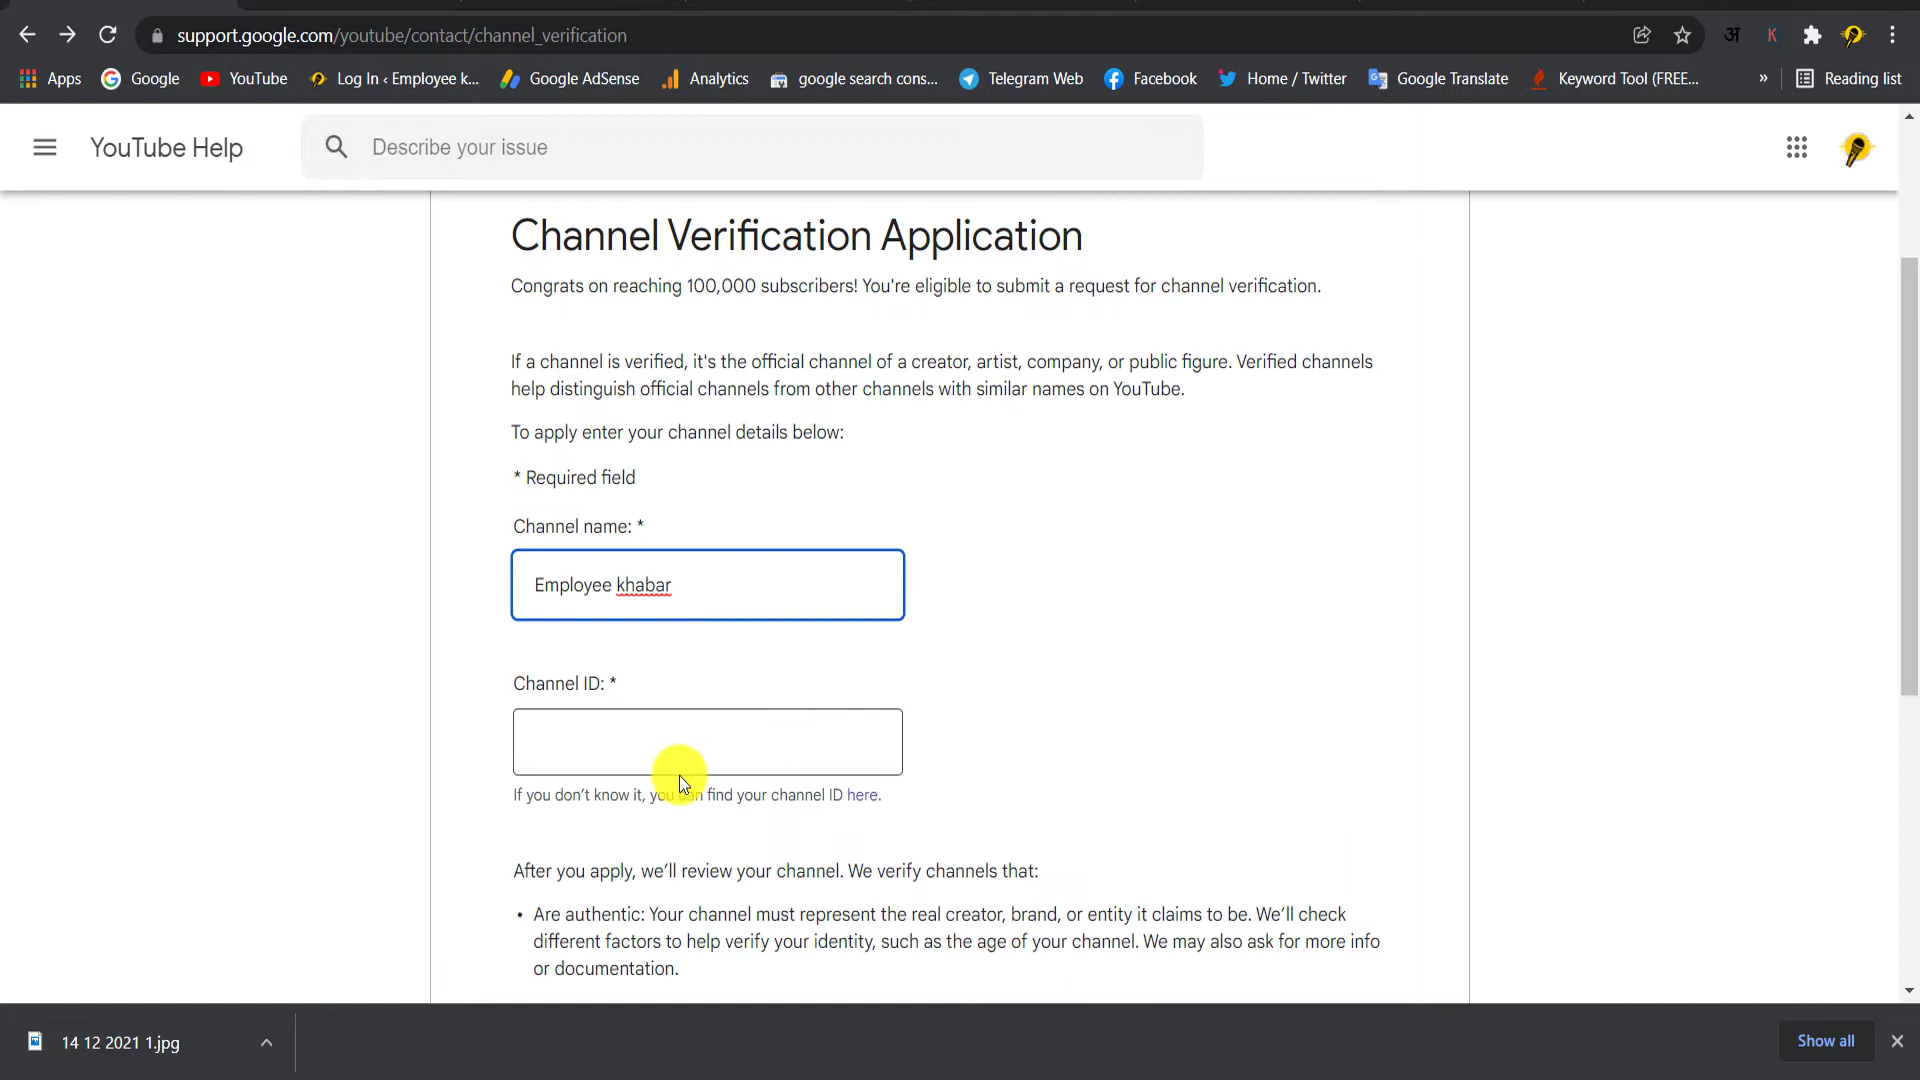 support.google.com/youtube/contact/channel_verification
Apps Google YouTube Log In ‹ Employee k... Google AdSense Analytics google search cons... Telegram Web Facebook Home / Twitter Google Translate Keyword Tool (FREE... » Reading list
YouTube Help
Describe your issue
Channel Verification Application
Congrats on reaching 100,000 subscribers! You're eligible to submit a request for channel verification.
If a channel is verified, it's the official channel of a creator, artist, company, or public figure. Verified channels
help distinguish official channels from other channels with similar names on YouTube.
To apply enter your channel details below:
* Required field
Channel name: *
Employee khabar
Channel ID: *
If you don’t know it, you can find your channel ID here.
After you apply, we’ll review your channel. We verify channels that:
• Are authentic: Your channel must represent the real creator, brand, or entity it claims to be. We’ll check
different factors to help verify your identity, such as the age of your channel. We may also ask for more info
or documentation.
14 12 2021 1.jpg
Show all